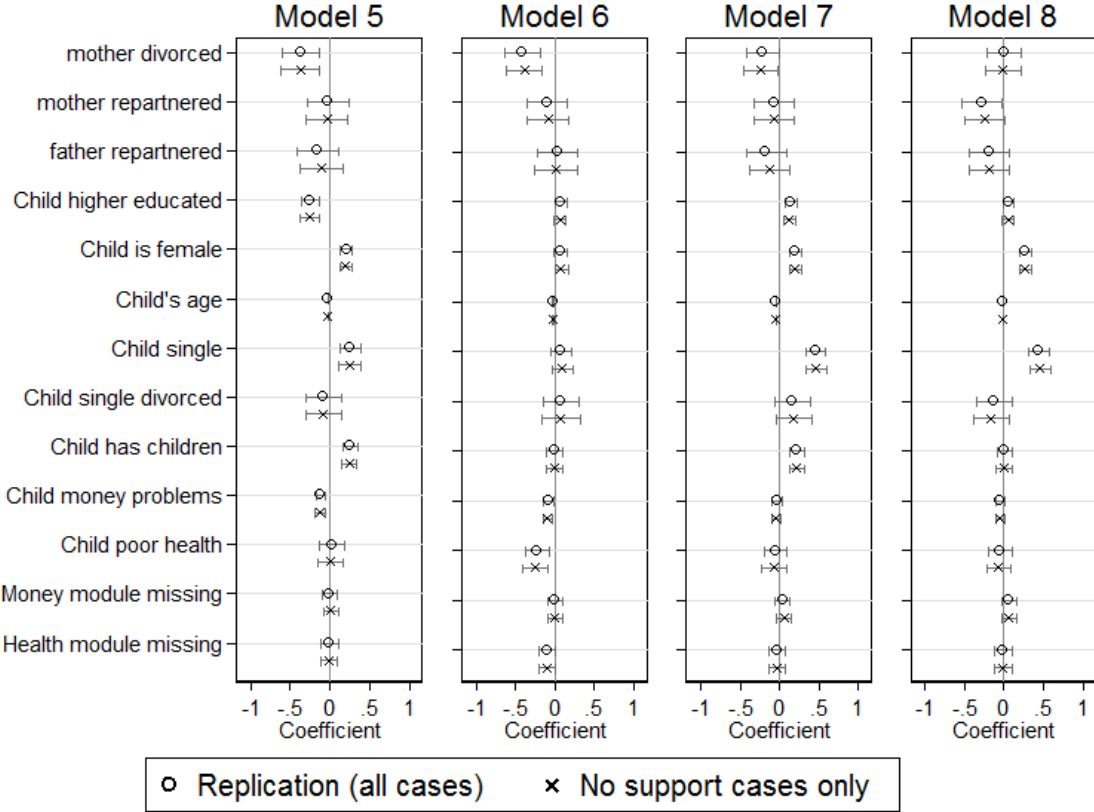 Model 5 Model 6 Model 7 Model 8
mother divorced
mother repartnered
father repartnered
Child higher educated
Child is female
Child's age
Child single
Child single divorced
Child has children
Child money problems
Child poor health
Money module missing
Health module missing
-1 -.5 0 .5 1 -1 -.5 0 .5 1 -1 -.5 0 .5 1 -1 -.5 0 .5 1
Coefficient Coefficient Coefficient Coefficient
Replication (all cases) No support cases only